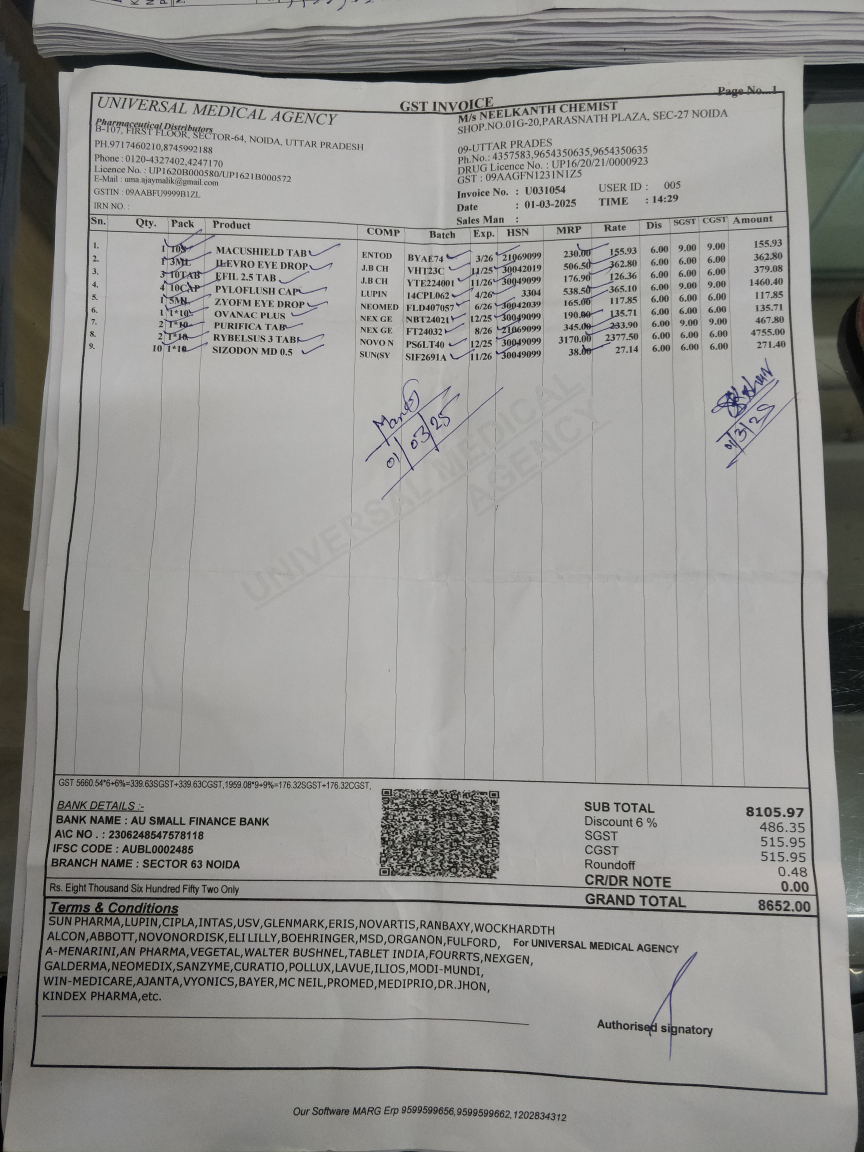 Page No...1
GST INVOICE
UNIVERSAL MEDICAL AGENCY
Pharmaceutical Distributors
B-107, FIRST FLOOR, SECTOR-64, NOIDA, UTTAR PRADESH
PH.9717460210,8745992188
Phone : 0120-4327402,4247170
Licence No : UP1620B000580/UP1621B000572
E-Mail : uma.ajaymalik@gmail.com
GSTIN : 09AABFU9999B1ZL
IRN NO :
M/s NEELKANTH CHEMIST
SHOP.NO.01G-20,PARASNATH PLAZA, SEC-27 NOIDA
09-UTTAR PRADES
Ph.No.: 4357583,9654350635,9654350635
DRUG Licence No. : UP16/20/21/0000923
GST : 09AAGFN1231N1Z5
Invoice No. : U031054 USER ID : 005
Date : 01-03-2025 TIME : 14:29
Sales Man :
Sn. Qty. Pack Product COMP Batch Exp. HSN MRP Rate Dis SGST CGST Amount
1. 1 10S MACUSHIELD TAB ENTOD BYAE74 3/26 21069099 230.00 155.93 6.00 9.00 9.00 155.93
2. 1 3ML ILEVRO EYE DROP J.B CH VHT23C 11/25 30042019 506.50 362.80 6.00 6.00 6.00 362.80
3. 3 10TAB EFIL 2.5 TAB J.B CH YTE224001 11/26 30049099 176.90 126.36 6.00 6.00 6.00 379.08
4. 4 10CAP PYLOFLUSH CAP LUPIN 14CPL062 4/26 3304 538.50 365.10 6.00 9.00 9.00 1460.40
5. 1 5MN ZYOFM EYE DROP NEOMED FLD407057 6/26 30042039 165.00 117.85 6.00 6.00 6.00 117.85
6. 1 1*10 OVANAC PLUS NEX GE NBT24021 12/25 30049099 190.00 135.71 6.00 6.00 6.00 135.71
7. 2 1*10 PURIFICA TAB NEX GE FT24032 8/26 21069099 345.00 233.90 6.00 9.00 9.00 467.80
8. 2 1*10 RYBELSUS 3 TABS NOVO N PS6LT40 12/25 30049099 3170.00 2377.50 6.00 6.00 6.00 4755.00
9. 10 1*10 SIZODON MD 0.5 SUN(SY SIF2691A 11/26 30049099 38.00 27.14 6.00 6.00 6.00 271.40
01/03/25
01/3/25
UNIVERSAL MEDICAL AGENCY
GST 5660.54*6+6%=339.63SGST+339.63CGST,1959.08*9+9%=176.32SGST+176.32CGST,
BANK DETAILS :-
BANK NAME : AU SMALL FINANCE BANK
A\C NO . : 2306248547578118
IFSC CODE : AUBL0002485
BRANCH NAME : SECTOR 63 NOIDA
SUB TOTAL 8105.97
Discount 6 % 486.35
SGST 515.95
CGST 515.95
Roundoff 0.48
CR/DR NOTE 0.00
Rs. Eight Thousand Six Hundred Fifty Two Only
GRAND TOTAL 8652.00
Terms & Conditions
SUN PHARMA,LUPIN,CIPLA,INTAS,USV,GLENMARK,ERIS,NOVARTIS,RANBAXY,WOCKHARDTH
ALCON,ABBOTT,NOVONORDISK,ELI LILLY,BOEHRINGER,MSD,ORGANON,FULFORD,
For UNIVERSAL MEDICAL AGENCY
A-MENARINI,AN PHARMA,VEGETAL,WALTER BUSHNEL,TABLET INDIA,FOURRTS,NEXGEN,
GALDERMA,NEOMEDIX,SANZYME,CURATIO,POLLUX,LAVUE,ILIOS,MODI-MUNDI,
WIN-MEDICARE,AJANTA,VYONICS,BAYER,MC NEIL,PROMED,MEDIPRIO,DR.JHON,
KINDEX PHARMA,etc.
Authorised signatory
Our Software MARG Erp 9599599656,9599599662,1202834312